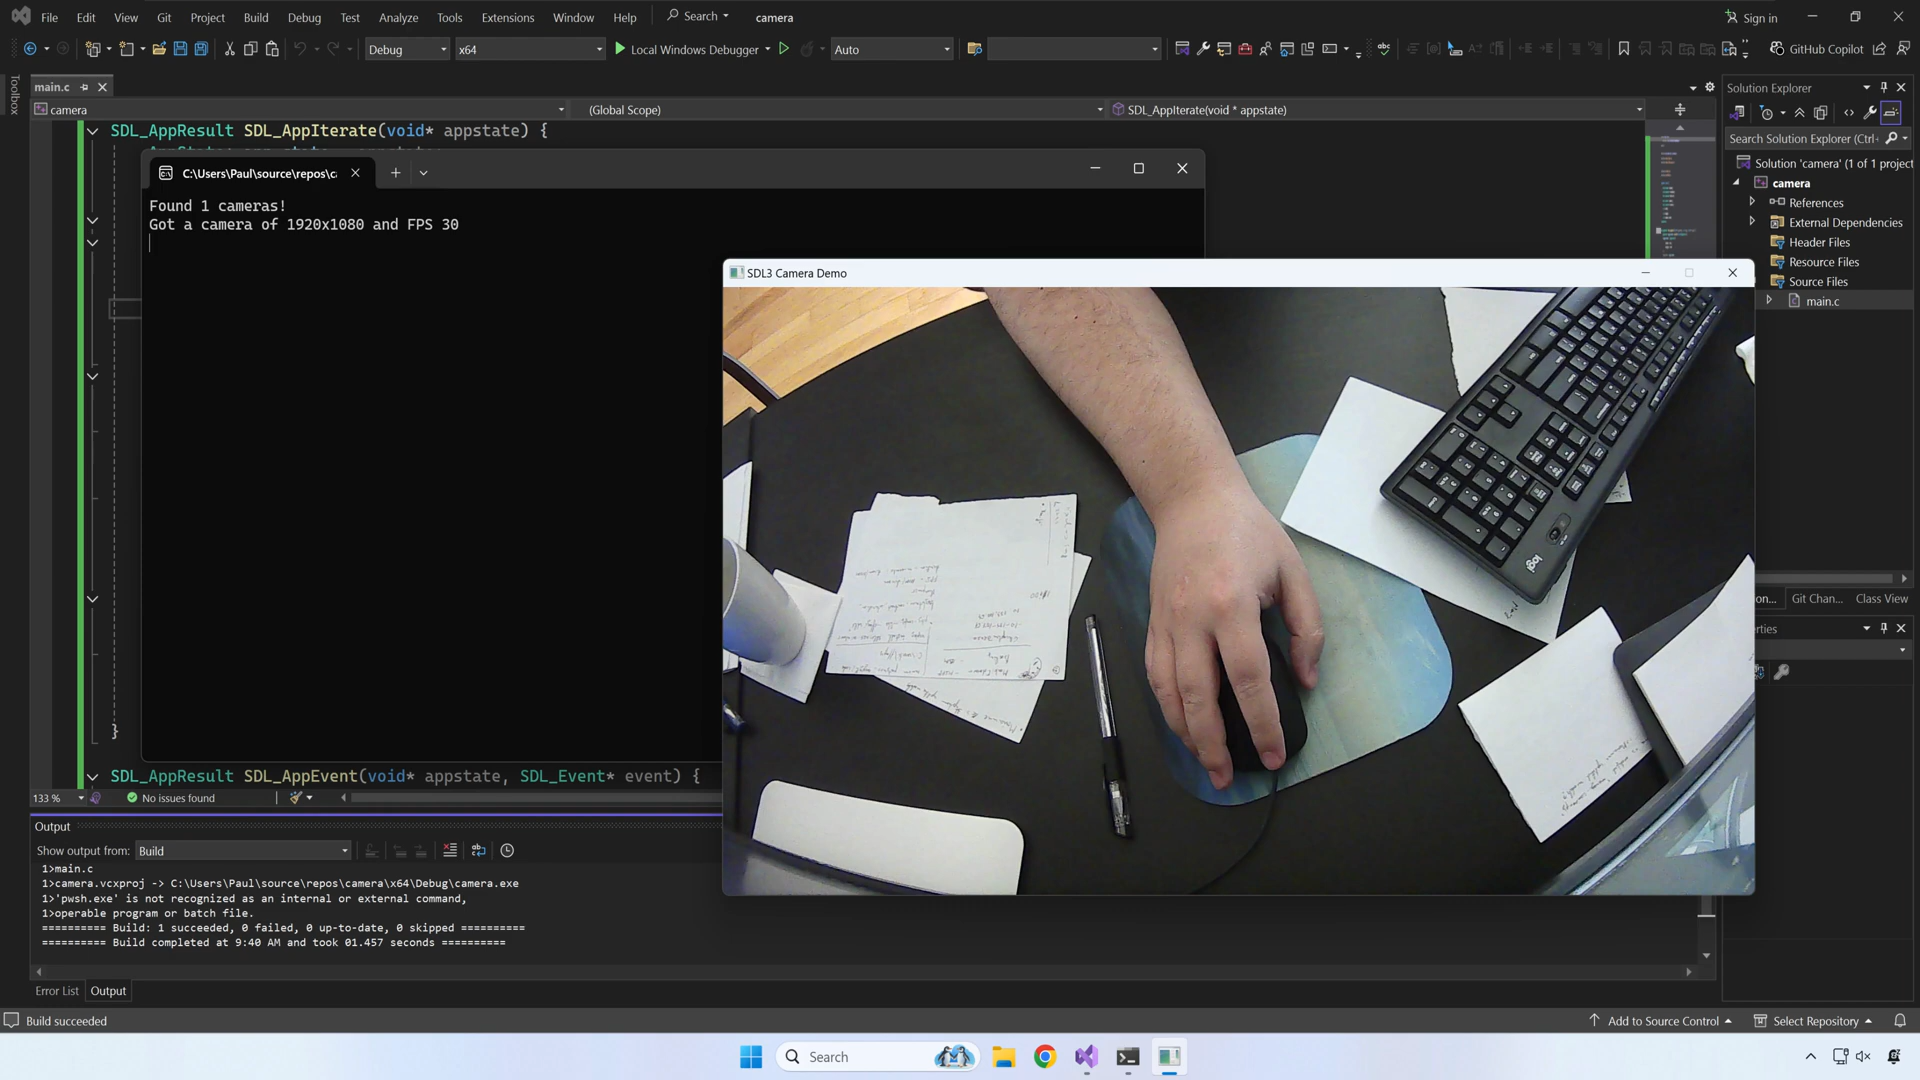 File Edit View Git Project Build Debug Test Analyze Tools Extensions Window Help Search camera Sign in
Debug x64 Local Windows Debugger Auto GitHub Copilot
Toolbox
main.c
camera (Global Scope) SDL_AppIterate(void * appstate)
SDL_AppResult SDL_AppIterate(void* appstate) {
C:\Users\Paul\source\repos\c
Found 1 cameras!
Got a camera of 1920x1080 and FPS 30
SDL3 Camera Demo
logi
}
SDL_AppResult SDL_AppEvent(void* appstate, SDL_Event* event) {
133 % No issues found
Output
Show output from: Build
1>main.c
1>camera.vcxproj -> C:\Users\Paul\source\repos\camera\x64\Debug\camera.exe
1>'pwsh.exe' is not recognized as an internal or external command,
1>operable program or batch file.
========== Build: 1 succeeded, 0 failed, 0 up-to-date, 0 skipped ==========
========== Build completed at 9:40 AM and took 01.457 seconds ==========
Error List Output
Solution Explorer
Search Solution Explorer (Ctrl+
Solution 'camera' (1 of 1 project
camera
References
External Dependencies
Header Files
Resource Files
Source Files
main.c
Git Chan... Class View
erties
Build succeeded Add to Source Control Select Repository
Search